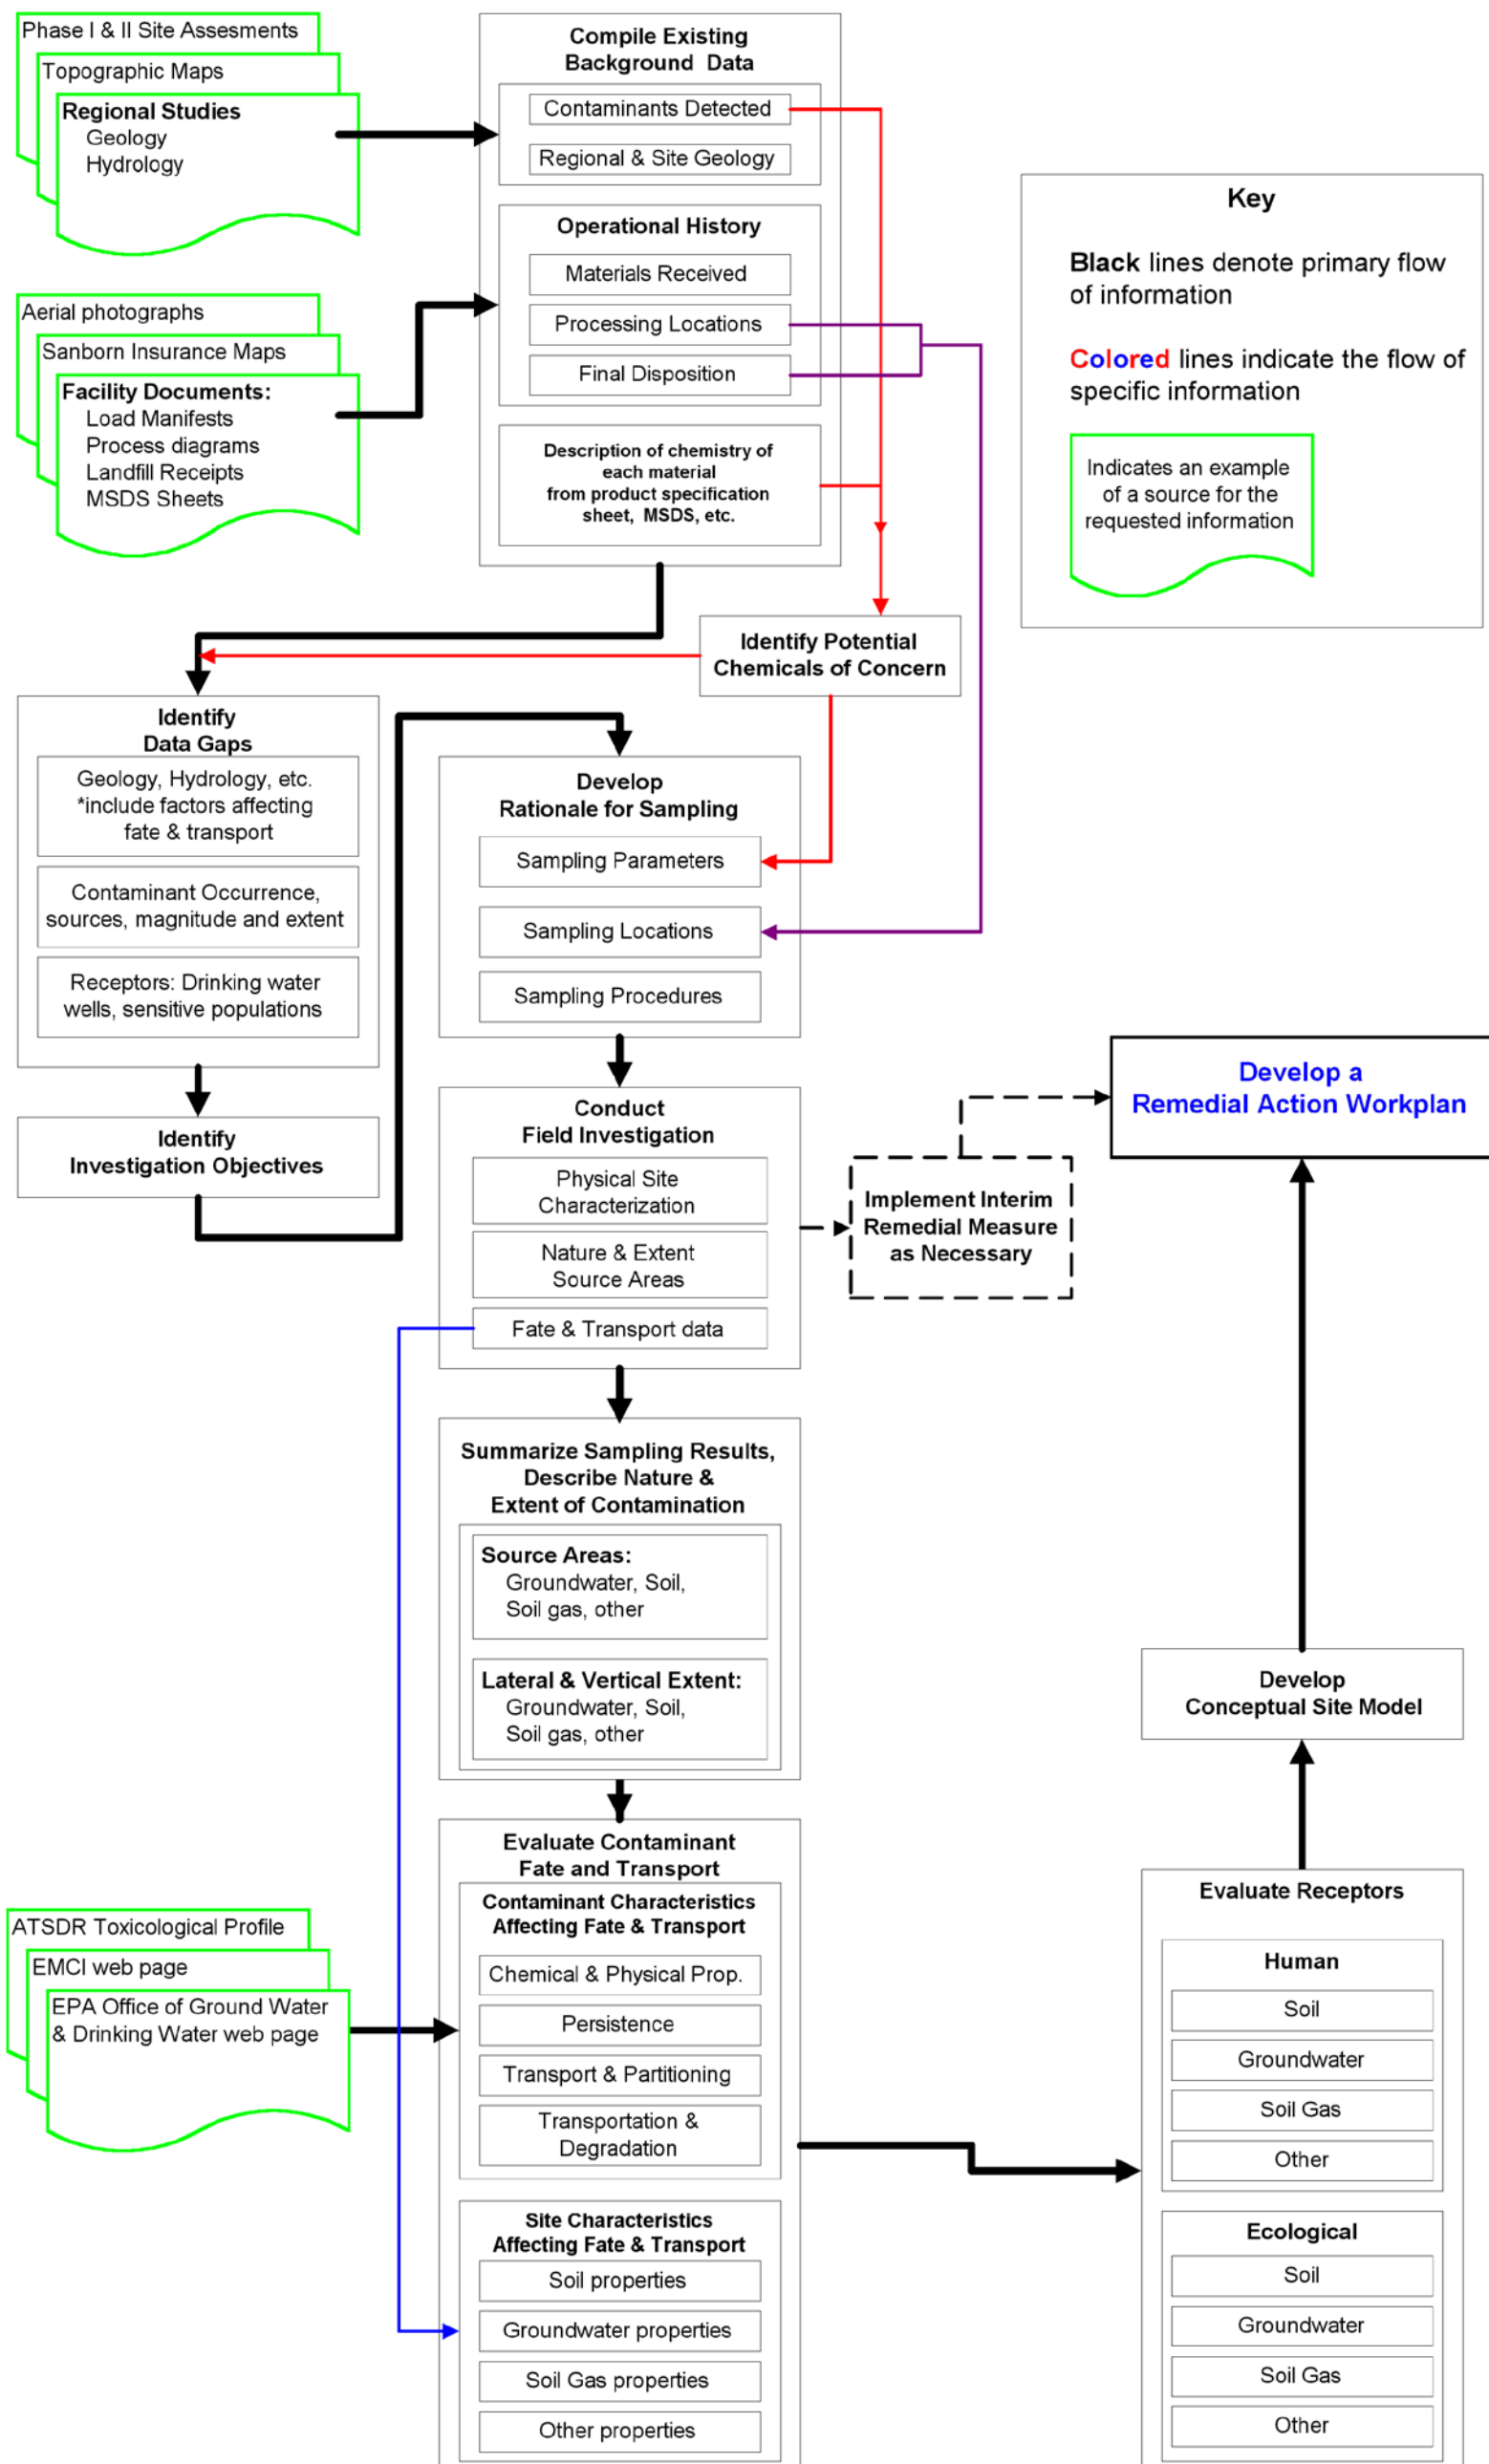 Phase I & II Site Assesments
Topographic Maps
Regional Studies
Geology
Hydrology
Compile Existing
Background Data
Contaminants Detected
Regional & Site Geology
Operational History
Materials Received
Processing Locations
Final Disposition
Description of chemistry of
each material
from product specification
sheet, MSDS, etc.
Aerial photographs
Sanborn Insurance Maps
Facility Documents:
Load Manifests
Process diagrams
Landfill Receipts
MSDS Sheets
Key
Black lines denote primary flow
of information
Colored lines indicate the flow of
specific information
Indicates an example
of a source for the
requested information
Identify Potential
Chemicals of Concern
Identify
Data Gaps
Geology, Hydrology, etc.
*include factors affecting
fate & transport
Contaminant Occurrence,
sources, magnitude and extent
Receptors: Drinking water
wells, sensitive populations
Identify
Investigation Objectives
Develop
Rationale for Sampling
Sampling Parameters
Sampling Locations
Sampling Procedures
Conduct
Field Investigation
Physical Site
Characterization
Nature & Extent
Source Areas
Fate & Transport data
Implement Interim
Remedial Measure
as Necessary
Develop a
Remedial Action Workplan
Summarize Sampling Results,
Describe Nature &
Extent of Contamination
Source Areas:
Groundwater, Soil,
Soil gas, other
Lateral & Vertical Extent:
Groundwater, Soil,
Soil gas, other
Develop
Conceptual Site Model
Evaluate Contaminant
Fate and Transport
Contaminant Characteristics
Affecting Fate & Transport
Chemical & Physical Prop.
Persistence
Transport & Partitioning
Transportation &
Degradation
Site Characteristics
Affecting Fate & Transport
Soil properties
Groundwater properties
Soil Gas properties
Other properties
ATSDR Toxicological Profile
EMCI web page
EPA Office of Ground Water
& Drinking Water web page
Evaluate Receptors
Human
Soil
Groundwater
Soil Gas
Other
Ecological
Soil
Groundwater
Soil Gas
Other